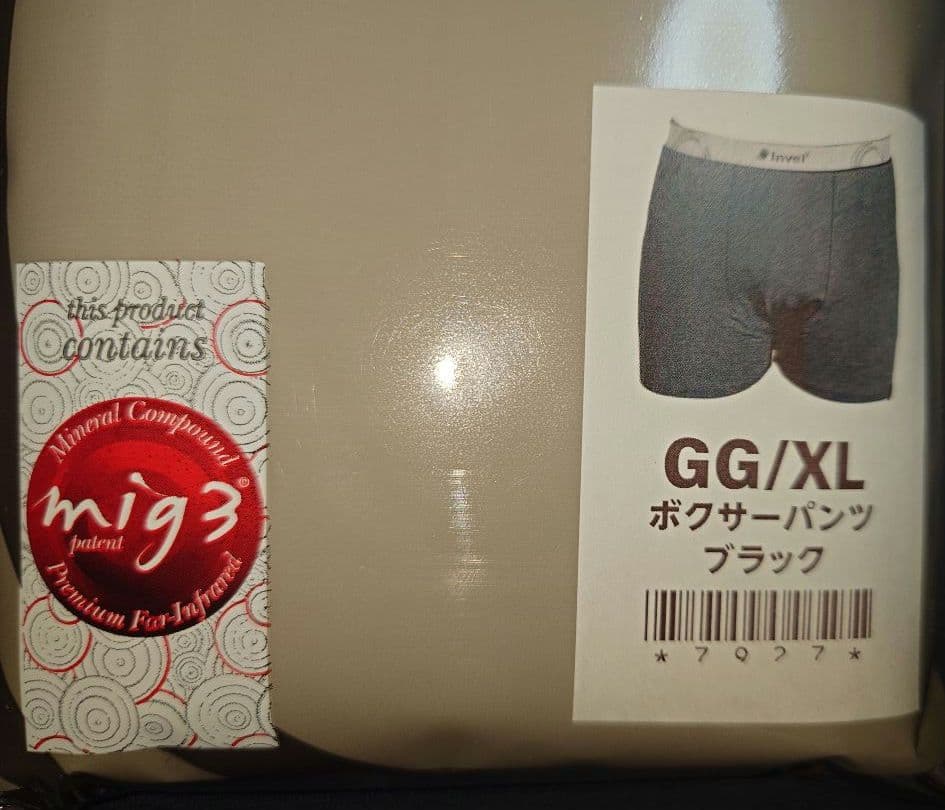 this product
contains
Mineral Compound
mig3
patent
Premium Far-Infrared
Invel
GG/XL
ボクサーパンツ
ブラック